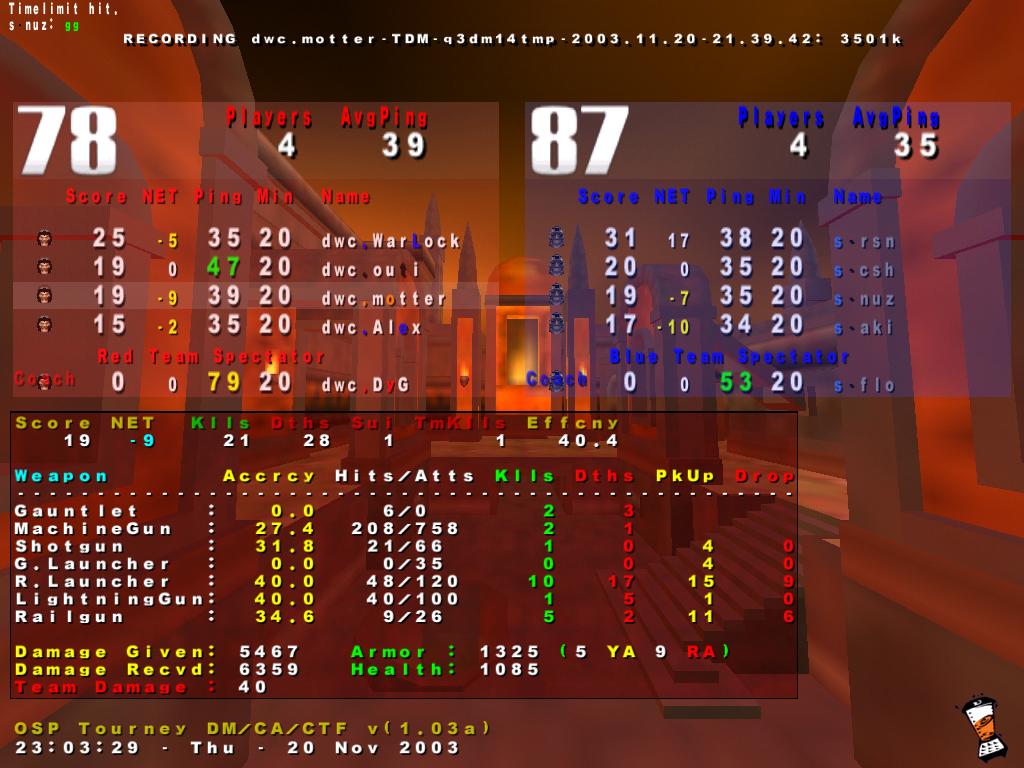 Timelimit hit.
s·nuz: gg
RECORDING dwc.motter-TDM-q3dm14tmp-2003.11.20-21.39.42: 3501k
78 Players AvgPing
4 39
Score NET Ping Min Name
25 -5 35 20 dwc.WarLock
19 0 47 20 dwc.outi
19 -9 39 20 dwc.motter
15 -2 35 20 dwc.Alex
Red Team Spectator
Coach 0 0 79 20 dwc.DyG
87 Players AvgPing
4 35
Score NET Ping Min Name
31 17 38 20 s·rsn
20 0 35 20 s·csh
19 -7 35 20 s·nuz
17 -10 34 20 s·aki
Blue Team Spectator
Coach 0 0 53 20 s·flo
Score NET Klls Dths Sui TmKlls Effcny
19 -9 21 28 1 1 40.4
Weapon Accrcy Hits/Atts Klls Dths PkUp Drop
Gauntlet : 0.0 6/0 2 3
MachineGun : 27.4 208/758 2 1
Shotgun : 31.8 21/66 1 0 4 0
G.Launcher : 0.0 0/35 0 0 4 0
R.Launcher : 40.0 48/120 10 17 15 9
LightningGun: 40.0 40/100 1 5 1 0
Railgun : 34.6 9/26 5 2 11 6
Damage Given: 5467 Armor : 1325 (5 YA 9 RA)
Damage Recvd: 6359 Health: 1085
Team Damage : 40
OSP Tourney DM/CA/CTF v(1.03a)
23:03:29 - Thu - 20 Nov 2003